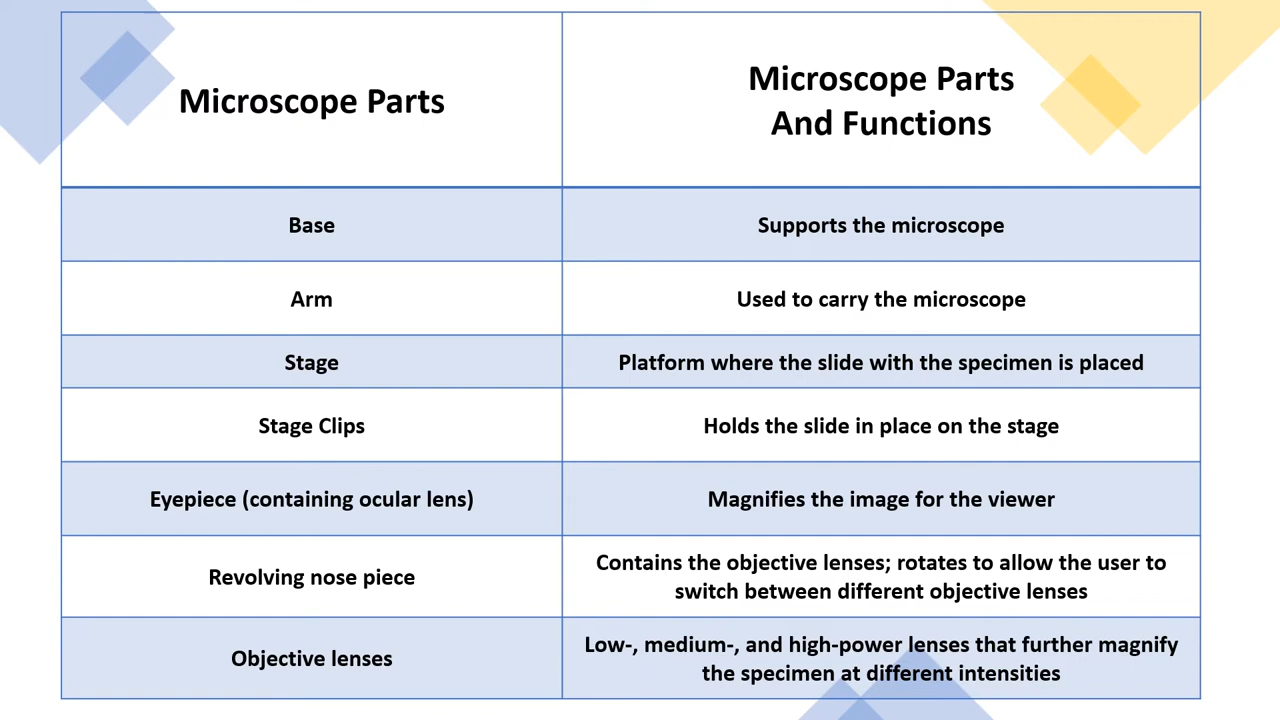 Microscope Parts
Microscope Parts
And Functions
Base
Supports the microscope
Arm
Used to carry the microscope
Stage
Platform where the slide with the specimen is placed
Stage Clips
Holds the slide in place on the stage
Eyepiece (containing ocular lens)
Magnifies the image for the viewer
Revolving nose piece
Contains the objective lenses; rotates to allow the user to
switch between different objective lenses
Objective lenses
Low-, medium-, and high-power lenses that further magnify
the specimen at different intensities